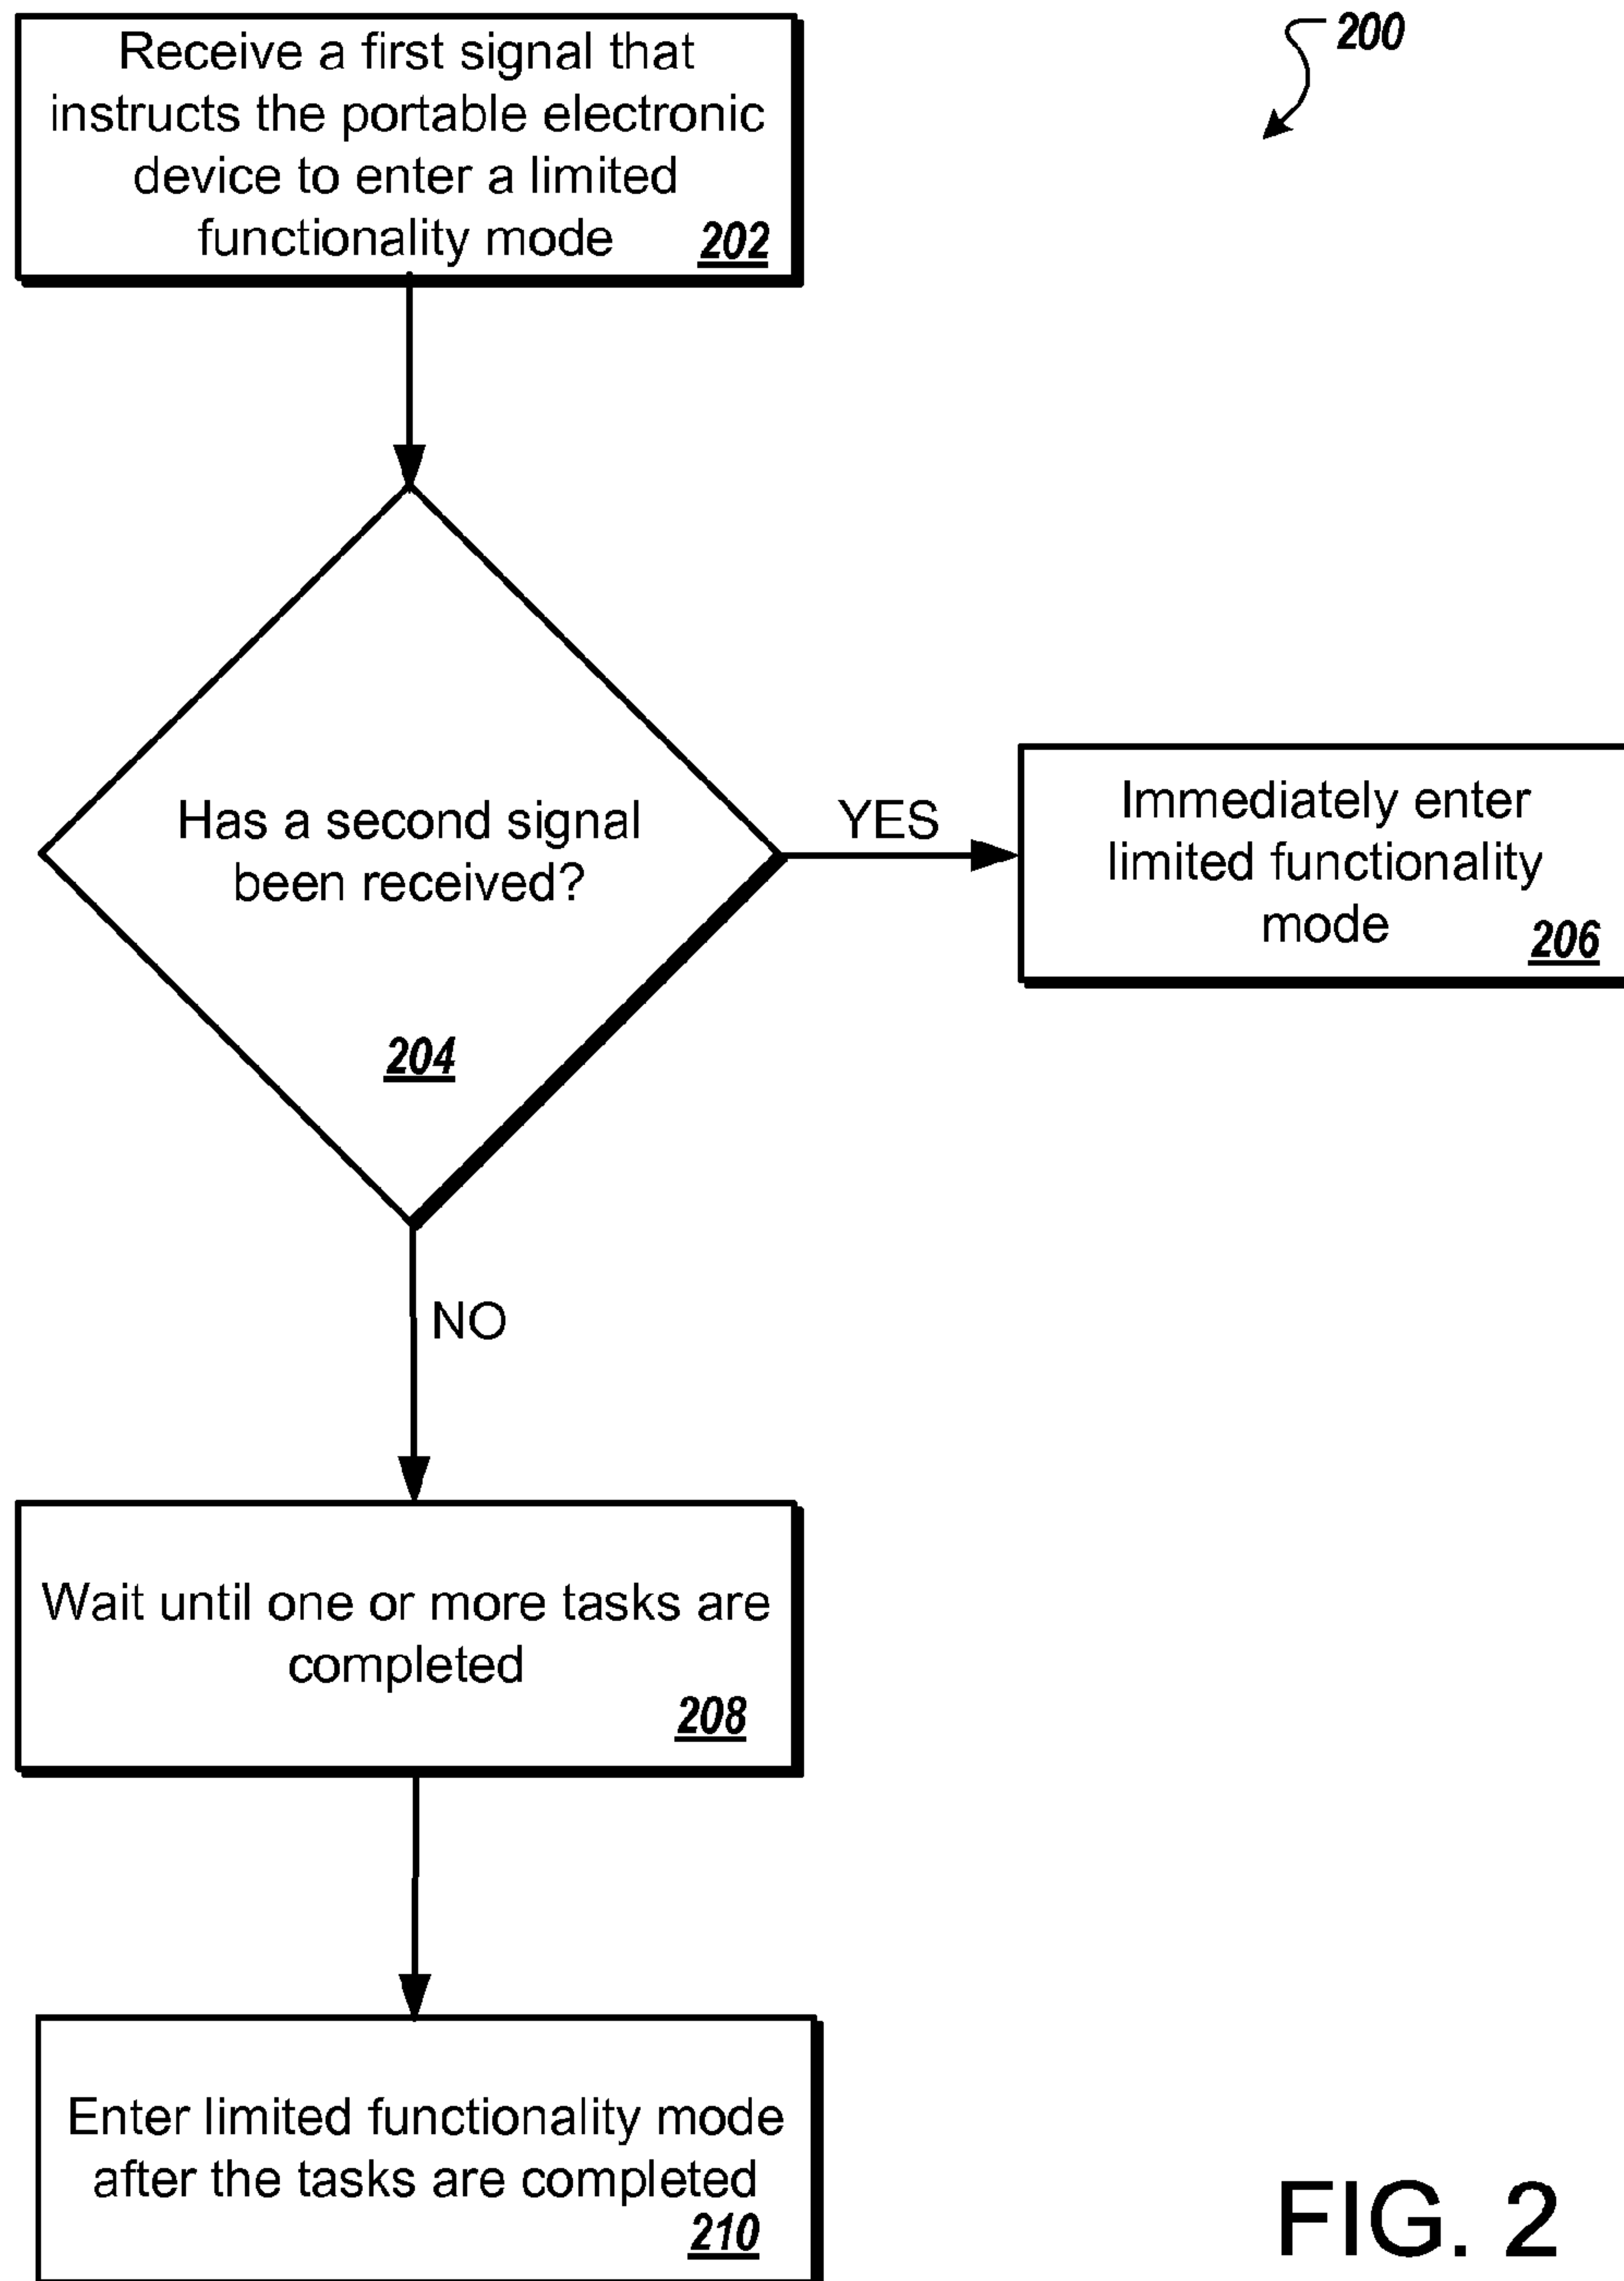 200
Receive a first signal that
instructs the portable electronic
device to enter a limited
functionality mode 202
Has a second signal
been received?
204
YES
Immediately enter
limited functionality
mode 206
NO
Wait until one or more tasks are
completed
208
Enter limited functionality mode
after the tasks are completed
210
FIG. 2